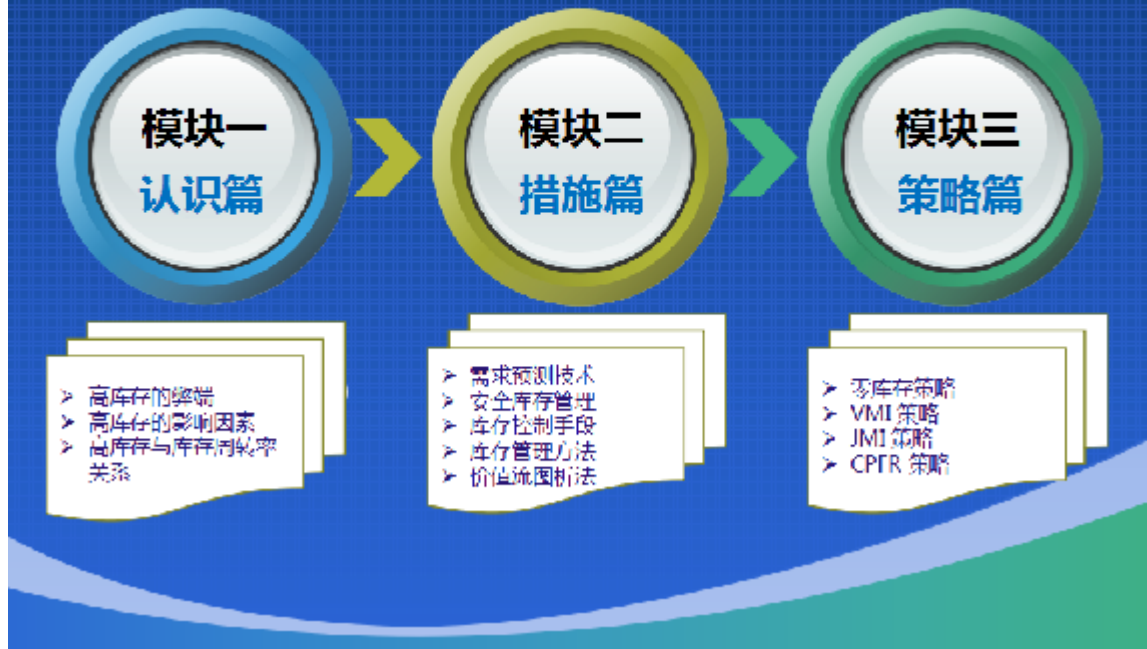 模块一
认识篇
模块二
措施篇
模块三
策略篇
➢ 高库存的弊端
➢ 高库存的影响因素
➢ 高库存与库存周转率
关系
➢ 需求预测技术
➢ 安全库存管理
➢ 库存控制手段
➢ 库存管理方法
➢ 价值流图析法
➢ 零库存策略
➢ VMI 策略
➢ JMI 策略
➢ CPFR 策略